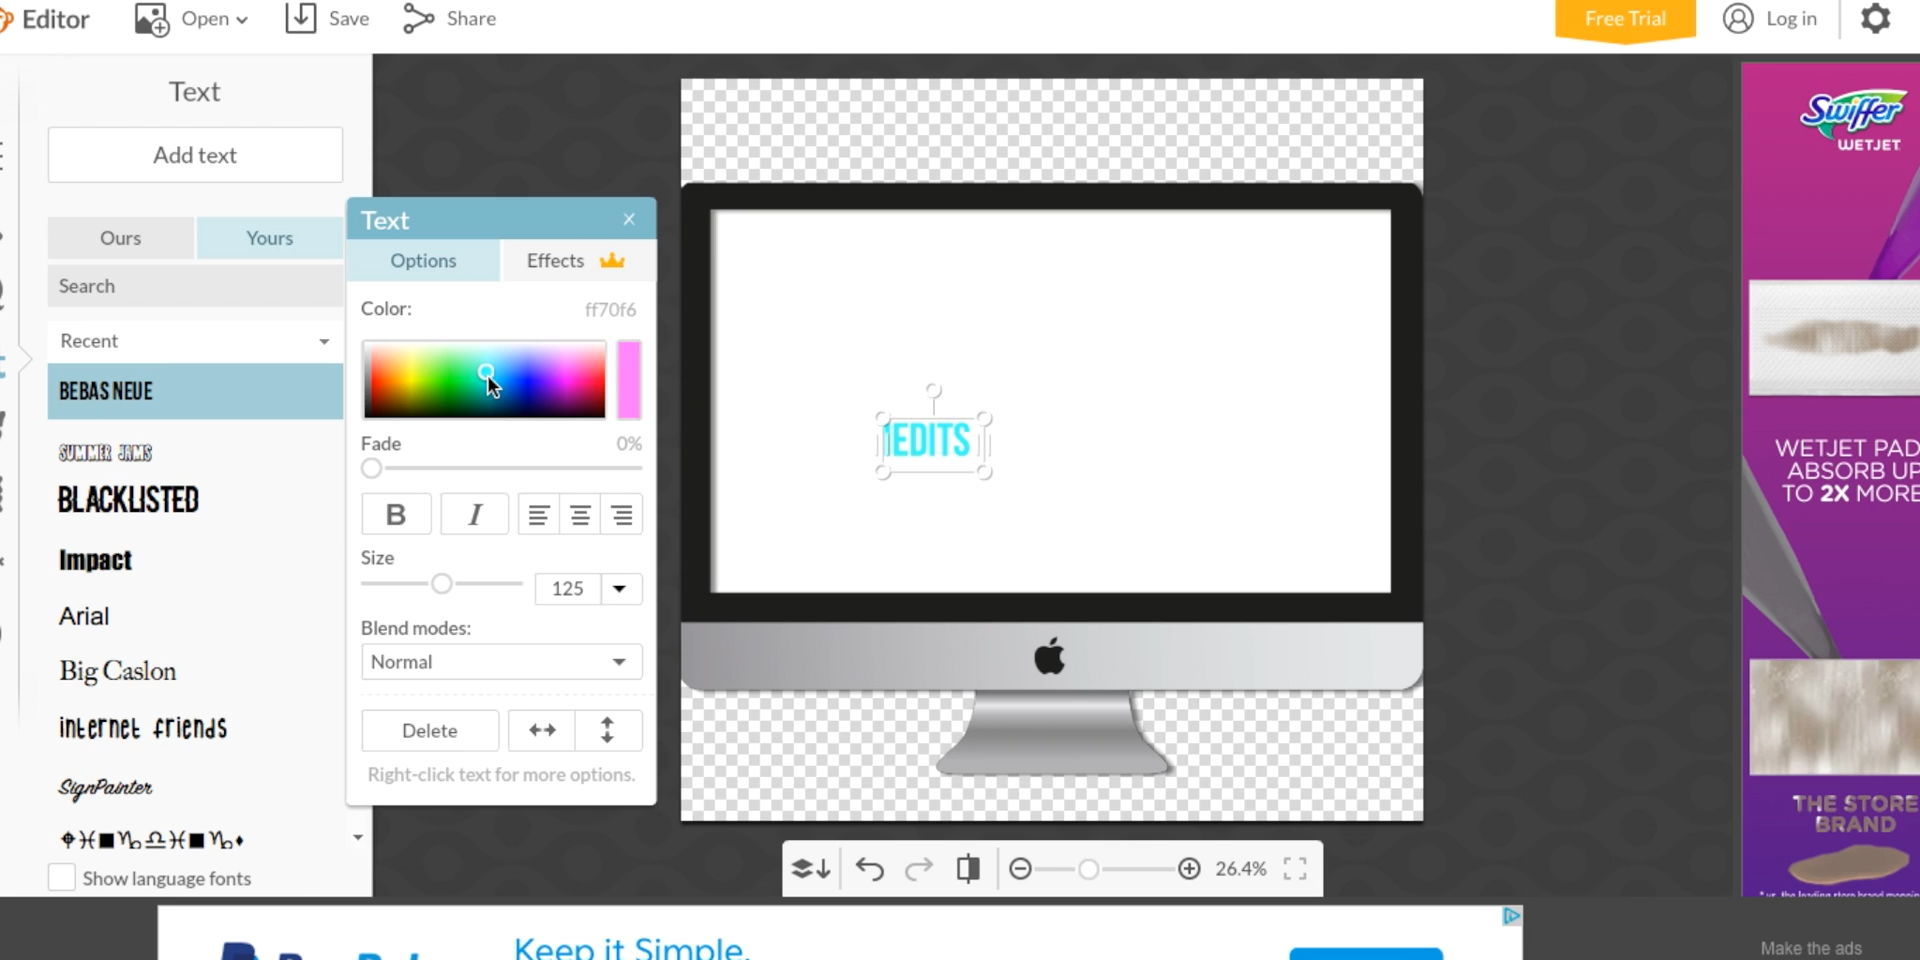 Editor
Open
Save
Share
Free Trial
Log in
Text
Add text
Ours
Yours
Search
Recent
BEBAS NEUE
SUMMER JAMS
BLACKLISTED
Impact
Arial
Big Caslon
internet friends
SignPainter
Show language fonts
Text
Options
Effects
Color:
ff70f6
Fade
0%
B
I
Size
125
Blend modes:
Normal
Delete
Right-click text for more options.
EDITS
26.4%
Swiffer
WETJET
WETJET PAD
ABSORB UP
TO 2X MORE
THE STORE
BRAND
Keep it Simple.
Make the ads